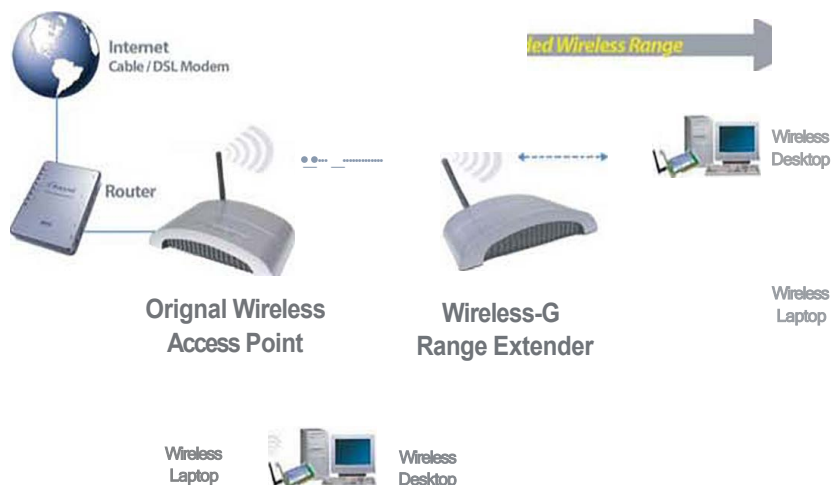 Internet
Cable / DSL Modem
ded Wireless Range
Wireless
Desktop
Router
Orignal Wireless
Access Point
Wireless-G
Range Extender
Wireless
Laptop
Wireless
Laptop
Wireless
Desktop